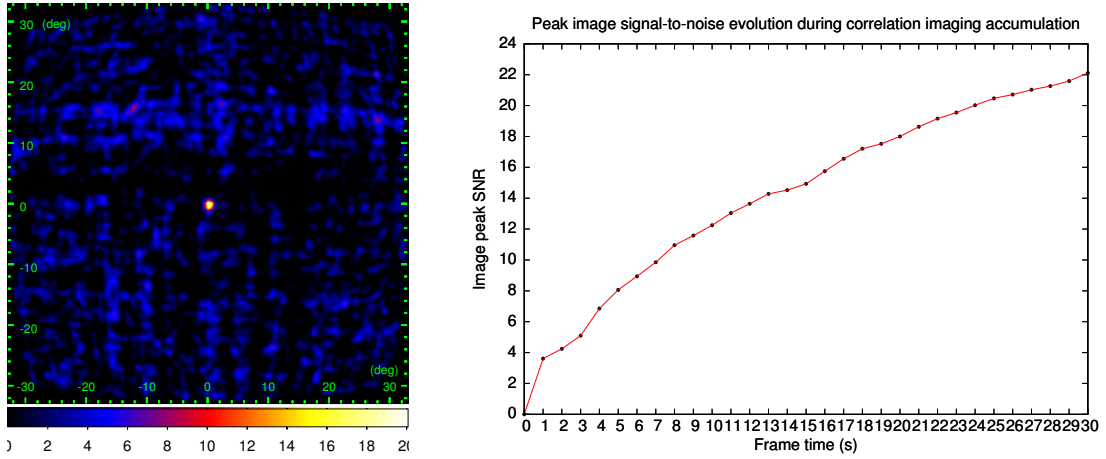 30 (deg)
20
10
0
-10
-20
(deg)
-30 -20 -10 0 10 20 30
0 2 4 6 8 10 12 14 16 18 20
Peak image signal-to-noise evolution during correlation imaging accumulation
24
22
20
18
16
14
12
10
8
6
4
2
0
Image peak SNR
0 1 2 3 4 5 6 7 8 9 10 11 12 13 14 15 16 17 18 19 20 21 22 23 24 25 26 27 28 29 30
Frame time (s)